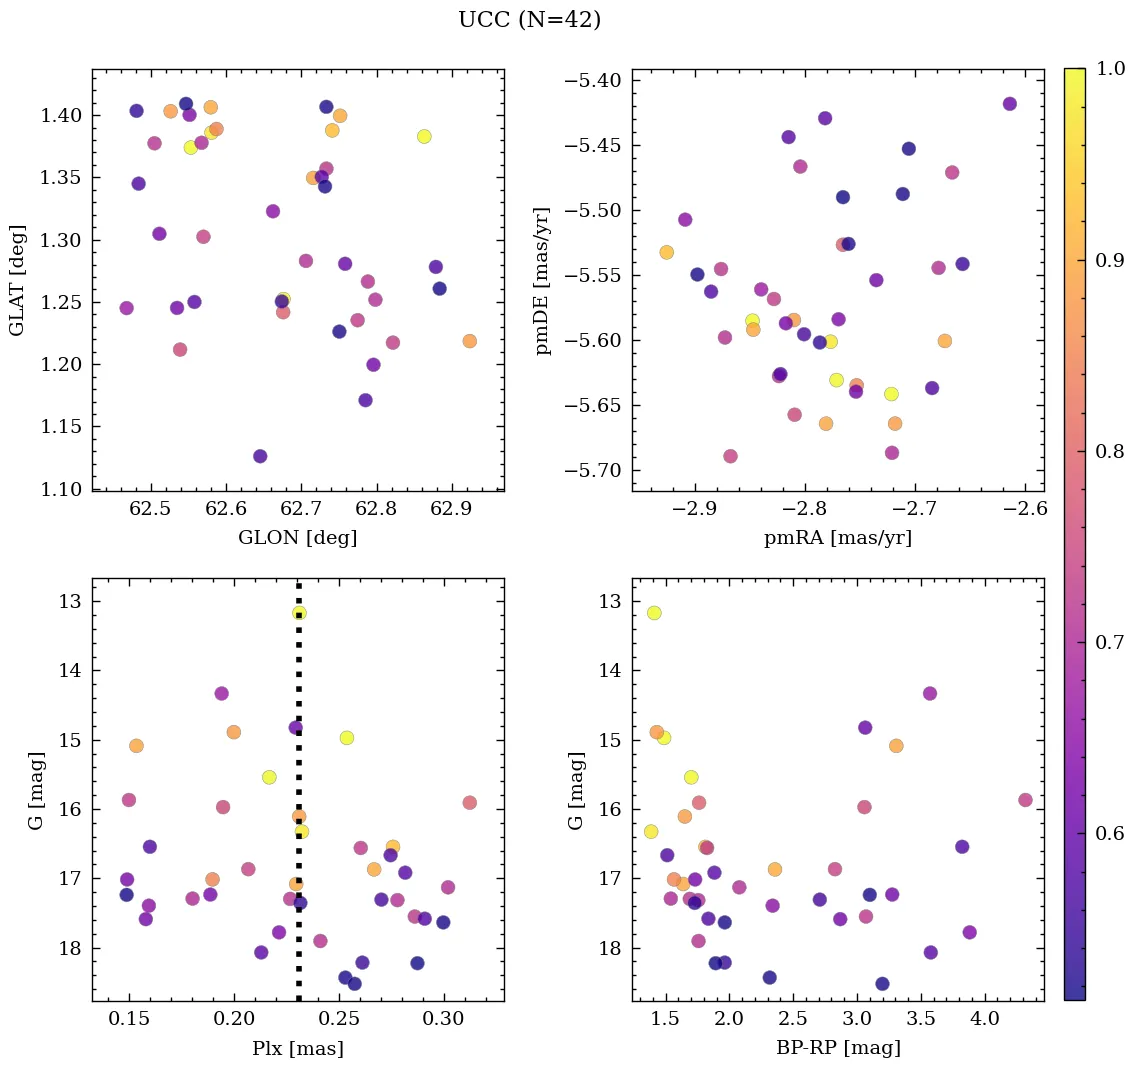 UCC (N=42)
1.40
1.35
1.30
1.25
1.20
1.15
1.10
GLAT [deg]
62.5 62.6 62.7 62.8 62.9
GLON [deg]
−5.40
−5.45
−5.50
−5.55
−5.60
−5.65
−5.70
pmDE [mas/yr]
−2.9 −2.8 −2.7 −2.6
pmRA [mas/yr]
13
14
15
16
17
18
G [mag]
0.15 0.20 0.25 0.30
Plx [mas]
13
14
15
16
17
18
G [mag]
1.5 2.0 2.5 3.0 3.5 4.0
BP-RP [mag]
1.0
0.9
0.8
0.7
0.6